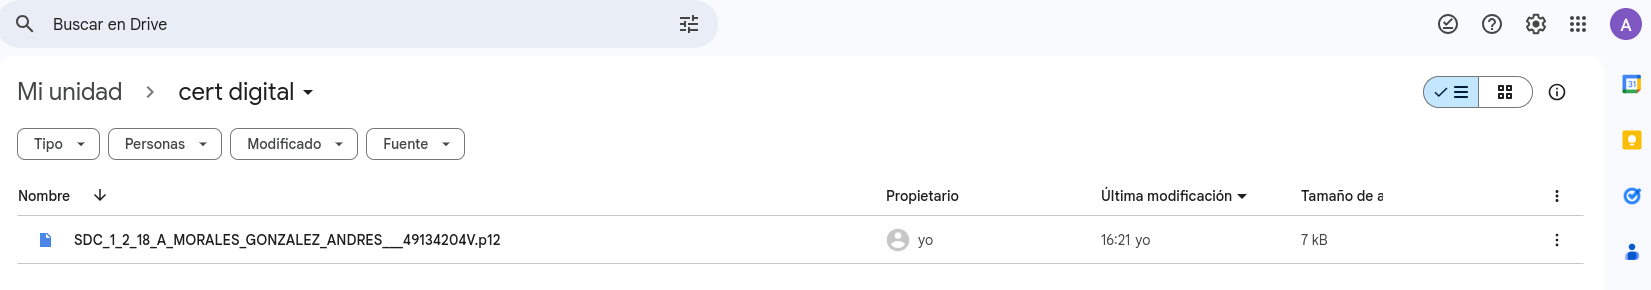 Buscar en Drive
A
Mi unidad > cert digital
31
Tipo Personas Modificado Fuente
Nombre Propietario Última modificación Tamaño de a
SDC_1_2_18_A_MORALES_GONZALEZ_ANDRES___49134204V.p12 yo 16:21 yo 7 kB